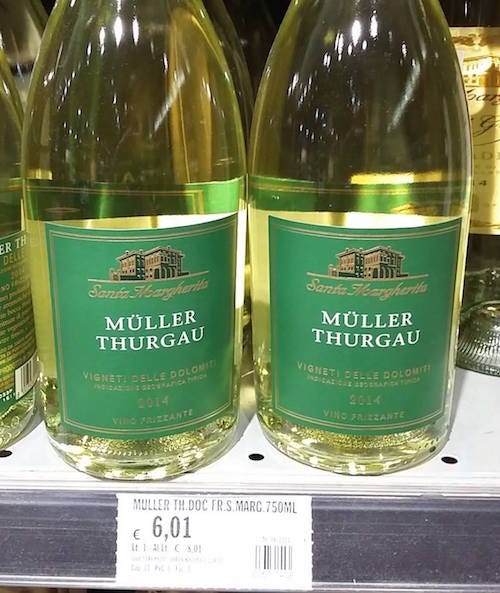 Santa Margherita
MÜLLER
THURGAU
VIGNETI DELLE DOLOMITI
INDICAZIONE GEOGRAFICA TIPICA
2014
VINO FRIZZANTE
Santa Margherita
MÜLLER
THURGAU
VIGNETI DELLE DOLOMITI
INDICAZIONE GEOGRAFICA TIPICA
2014
VINO FRIZZANTE
MULLER TH.DOC FR.S.MARG.750ML
€ 6,01